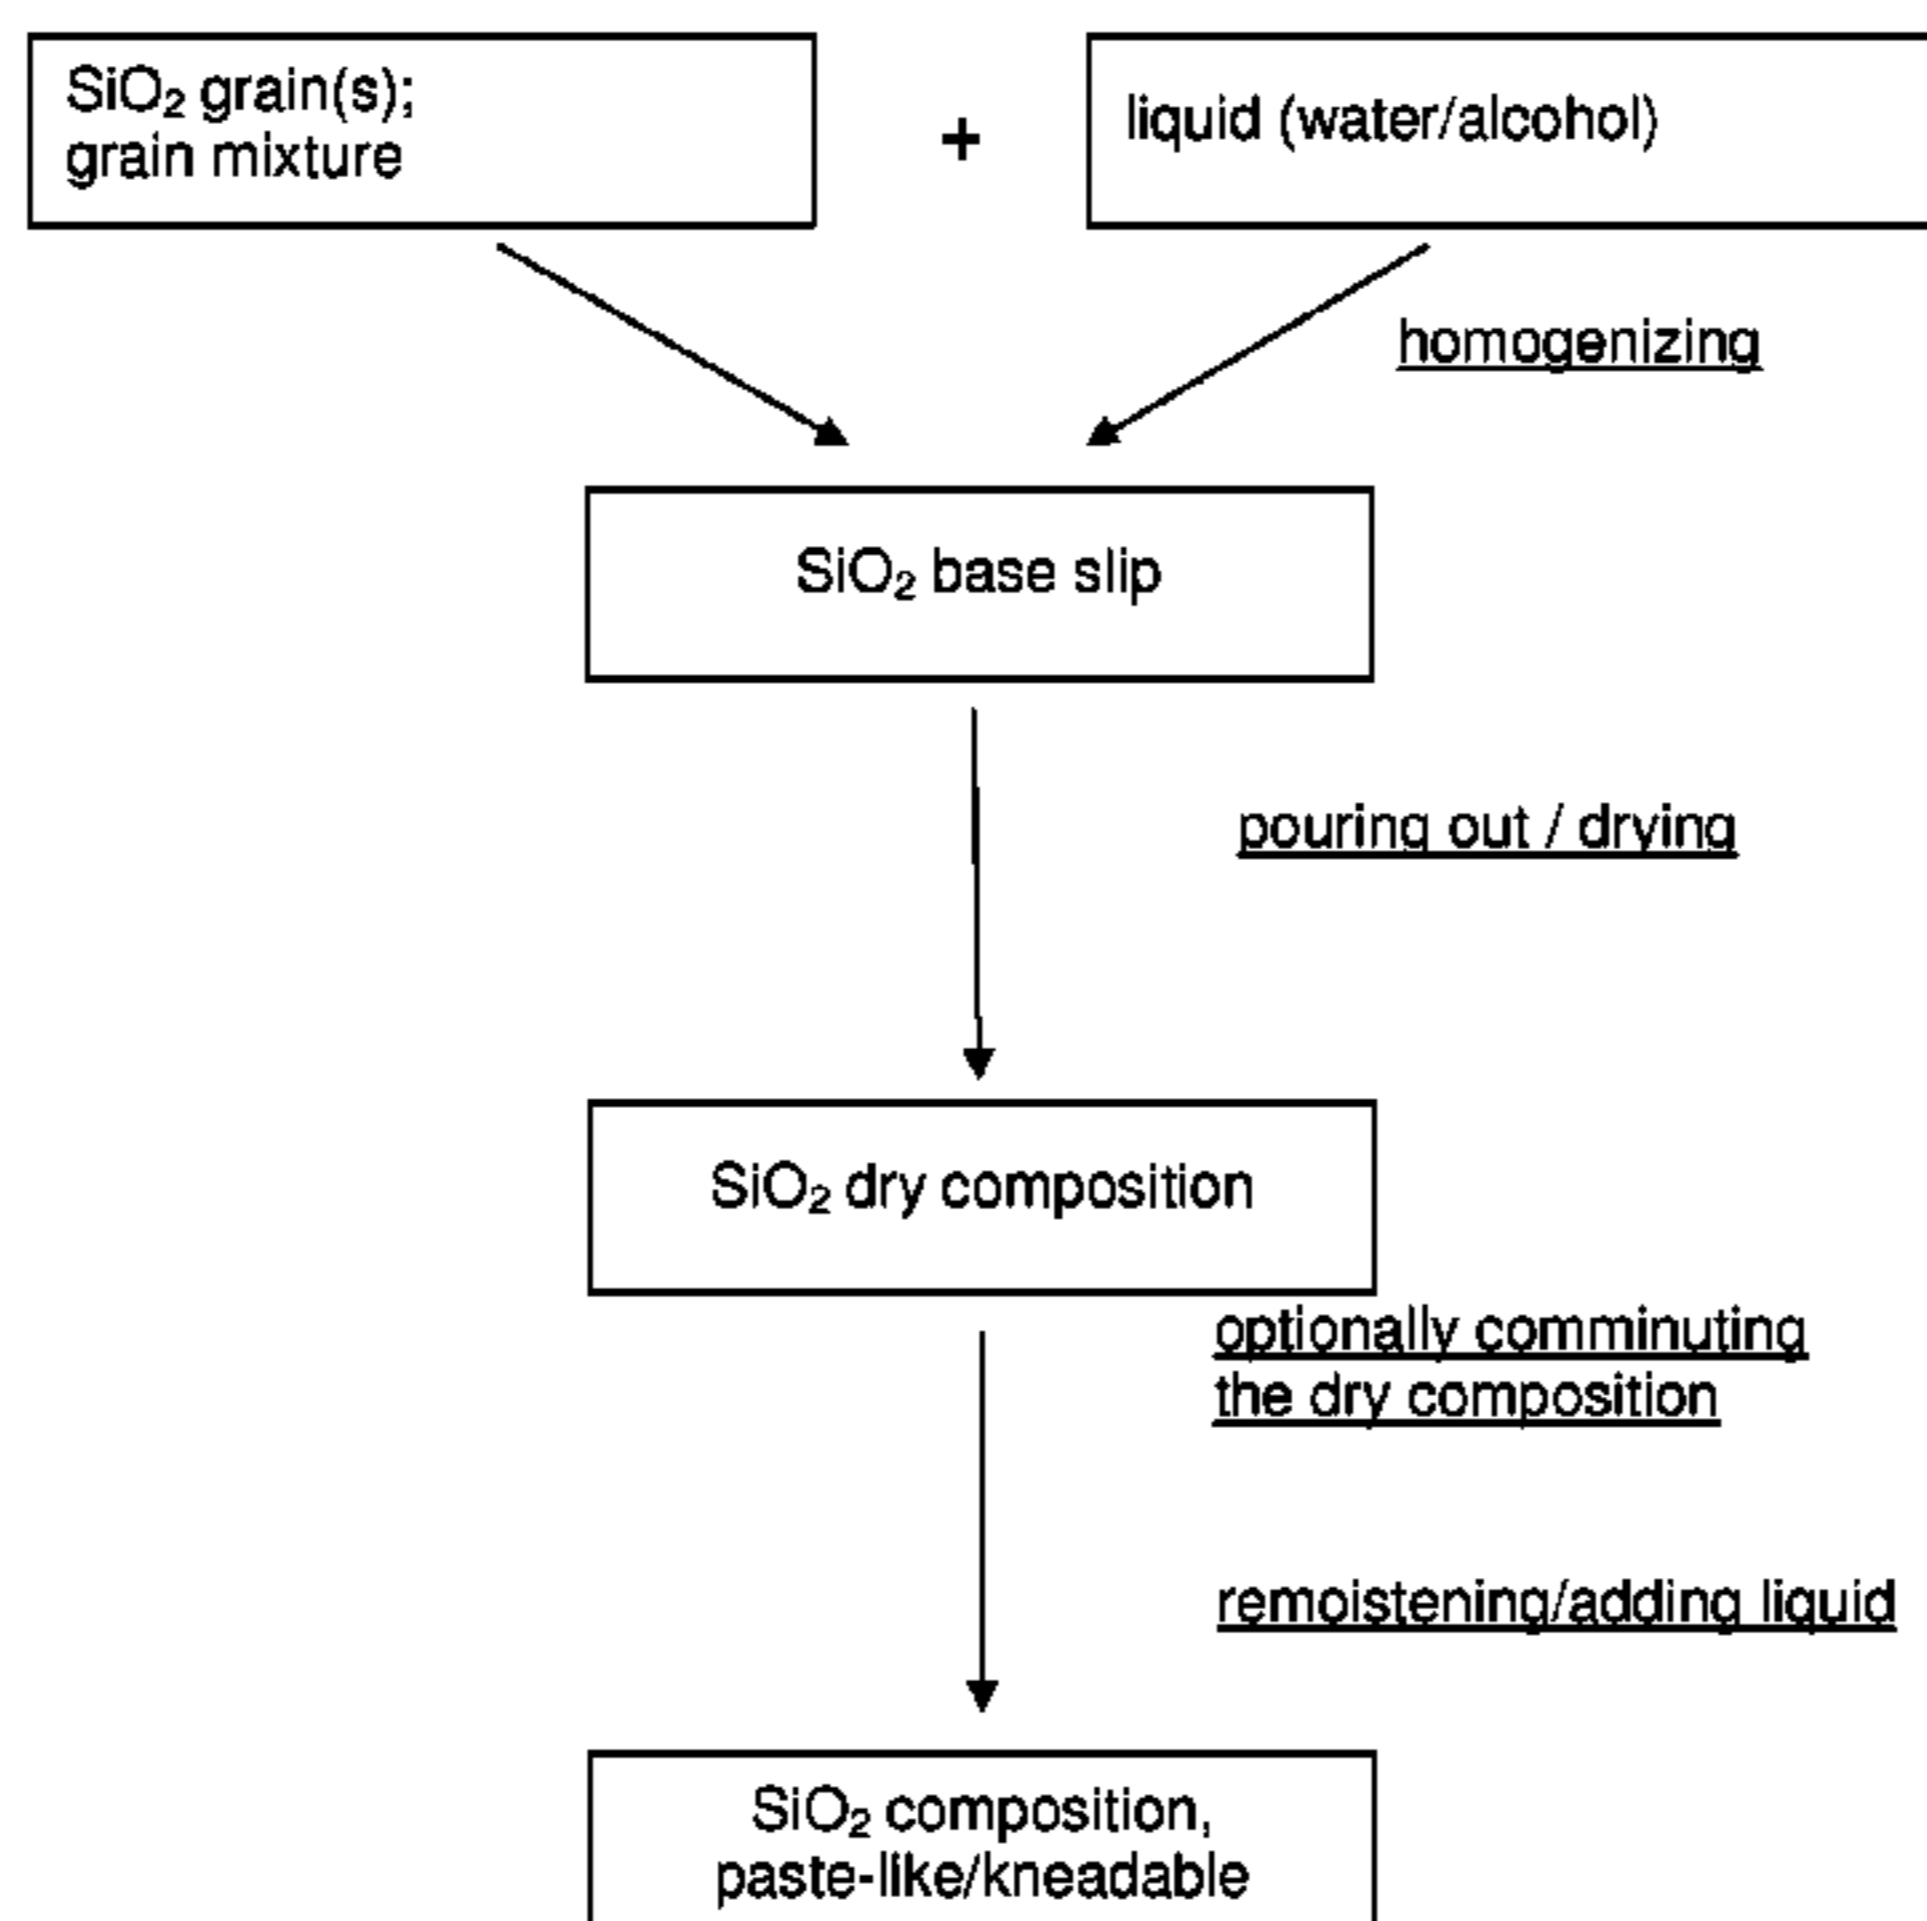 SiO₂ grain(s);
grain mixture
+
liquid (water/alcohol)
homogenizing
SiO₂ base slip
pouring out / drying
SiO₂ dry composition
optionally comminuting
the dry composition
remoistening/adding liquid
SiO₂ composition,
paste-like/kneadable